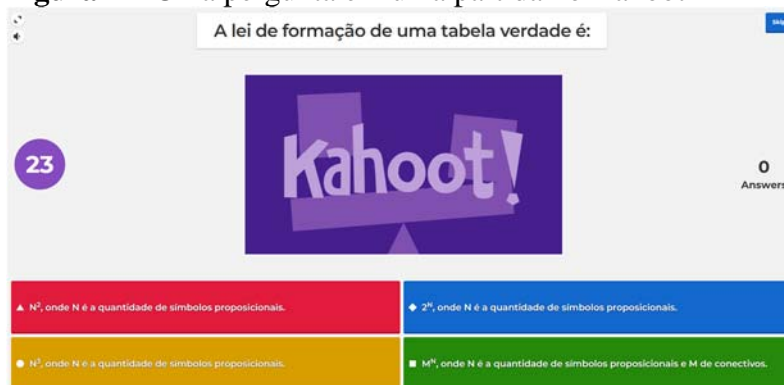 A lei de formação de uma tabela verdade é:
Skip
23
Kahoot!
0
Answers
N², onde N é a quantidade de símbolos proposicionais.
2ᴺ, onde N é a quantidade de símbolos proposicionais.
N³, onde N é a quantidade de símbolos proposicionais.
Mᴺ, onde N é a quantidade de símbolos proposicionais e M de conectivos.